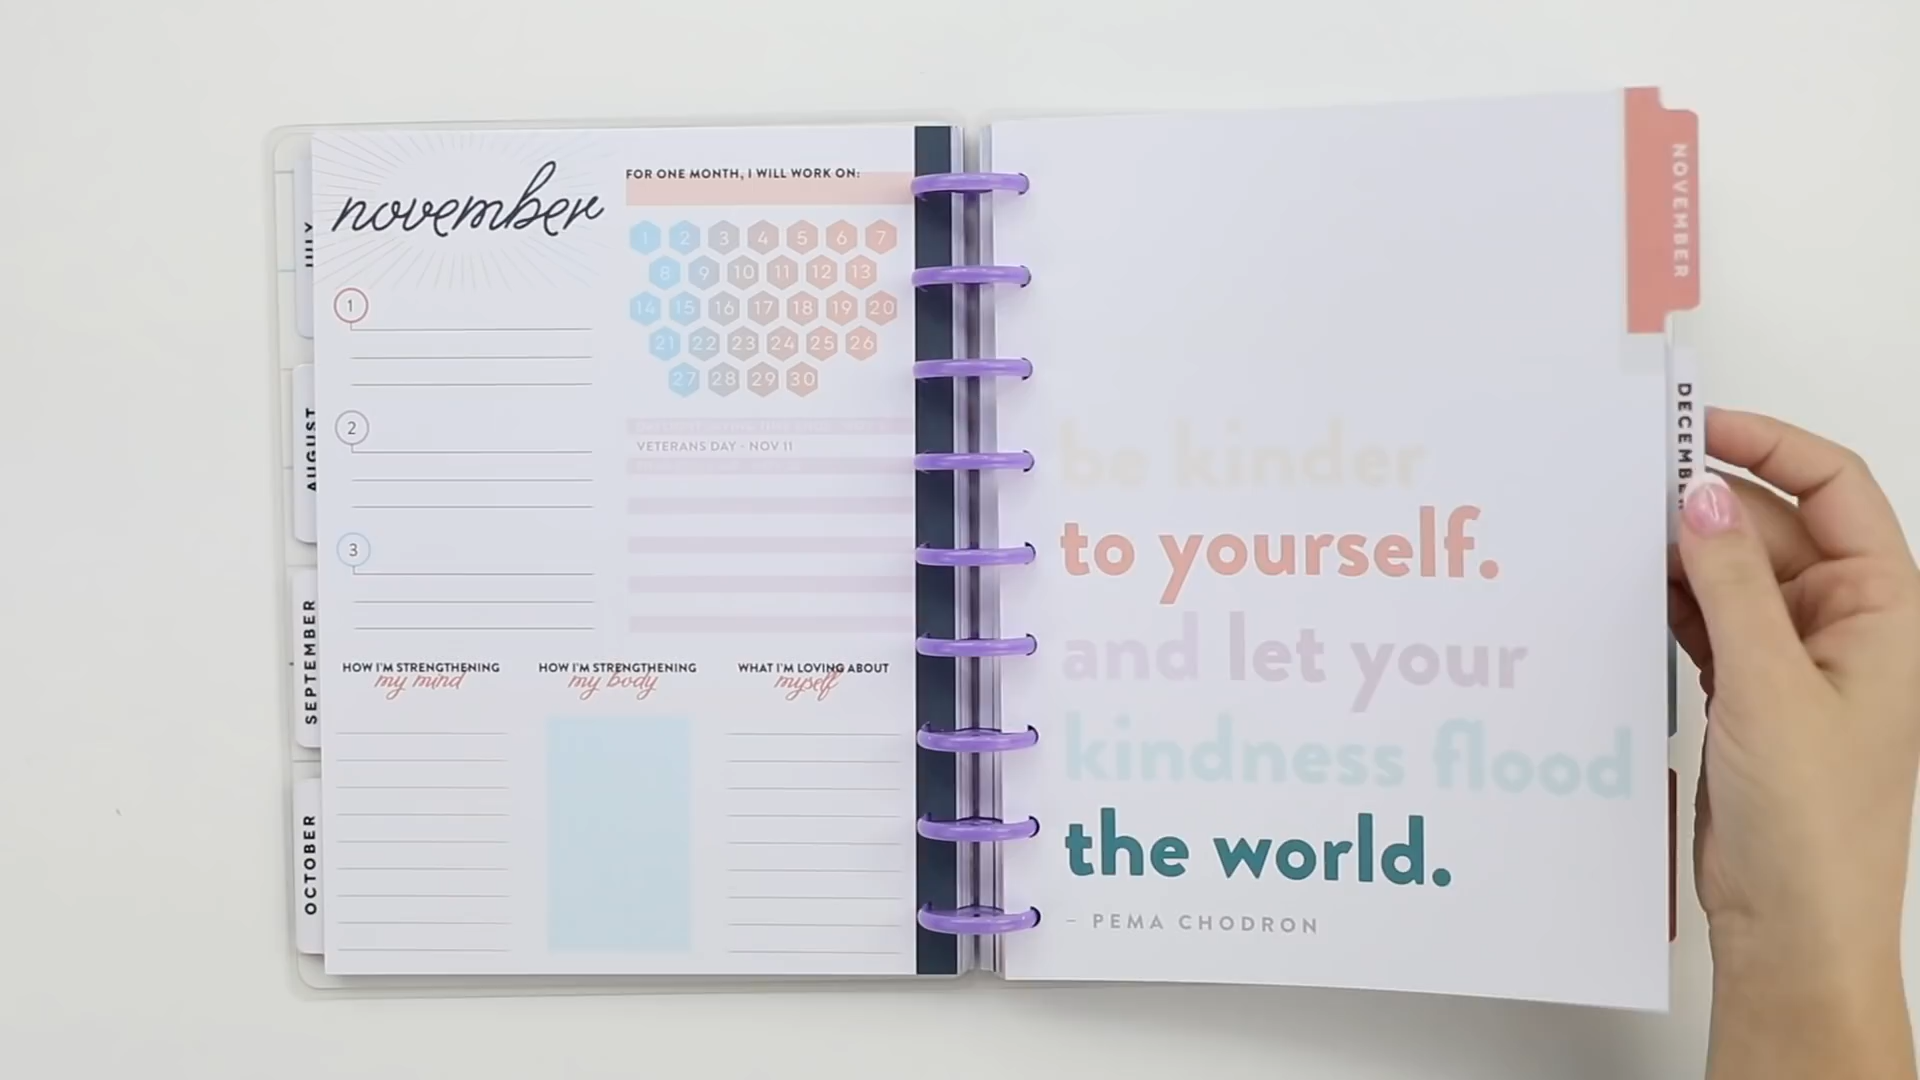 november
FOR ONE MONTH, I WILL WORK ON:
1 2 3 4 5 6 7
8 9 10 11 12 13
14 15 16 17 18 19 20
21 22 23 24 25 26
27 28 29 30
1
2
3
VETERANS DAY - NOV 11
HOW I'M STRENGTHENING
my mind
HOW I'M STRENGTHENING
my body
WHAT I'M LOVING ABOUT
myself
JULY
AUGUST
SEPTEMBER
OCTOBER
be kinder
to yourself.
and let your
kindness flood
the world.
– PEMA CHODRON
NOVEMBER
DECEMBER